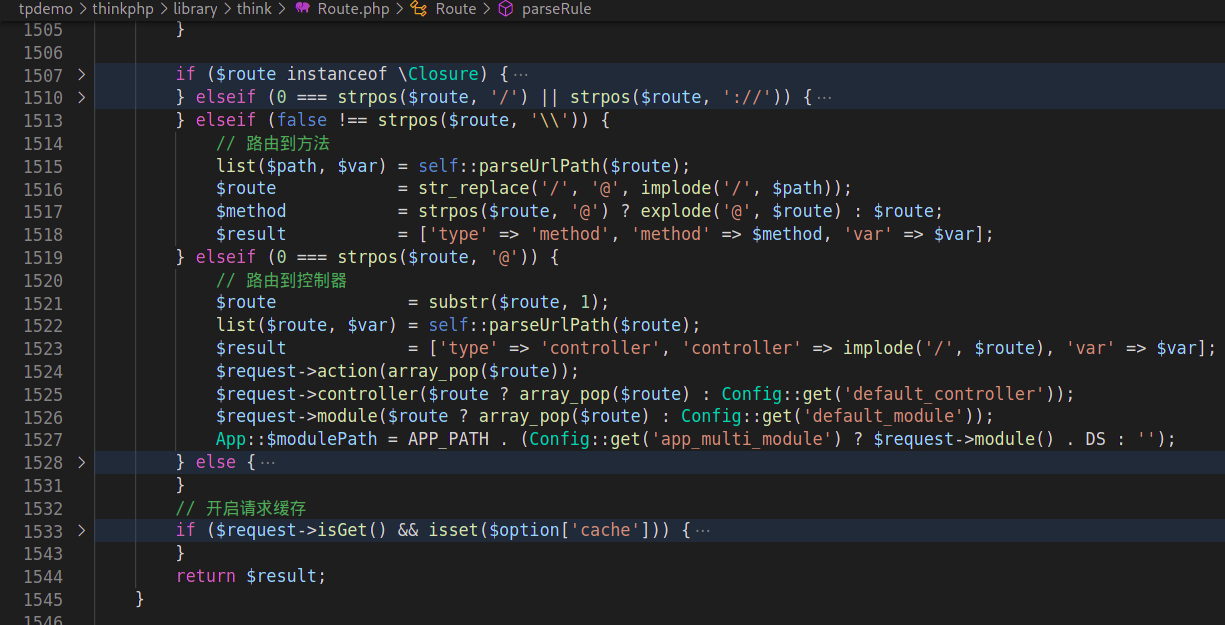 tpdemo > thinkphp > library > think > Route.php > Route > parseRule
1505 }
1506
1507 > if ($route instanceof \Closure) { ···
1510 > } elseif (0 === strpos($route, '/') || strpos($route, '://')) { ···
1513 } elseif (false !== strpos($route, '\\')) {
1514 // 路由到方法
1515 list($path, $var) = self::parseUrlPath($route);
1516 $route = str_replace('/', '@', implode('/', $path));
1517 $method = strpos($route, '@') ? explode('@', $route) : $route;
1518 $result = ['type' => 'method', 'method' => $method, 'var' => $var];
1519 } elseif (0 === strpos($route, '@')) {
1520 // 路由到控制器
1521 $route = substr($route, 1);
1522 list($route, $var) = self::parseUrlPath($route);
1523 $result = ['type' => 'controller', 'controller' => implode('/', $route), 'var' => $var];
1524 $request->action(array_pop($route));
1525 $request->controller($route ? array_pop($route) : Config::get('default_controller'));
1526 $request->module($route ? array_pop($route) : Config::get('default_module'));
1527 App::$modulePath = APP_PATH . (Config::get('app_multi_module') ? $request->module() . DS : '');
1528 > } else { ···
1531 }
1532 // 开启请求缓存
1533 > if ($request->isGet() && isset($option['cache'])) { ···
1543 }
1544 return $result;
1545 }
1546